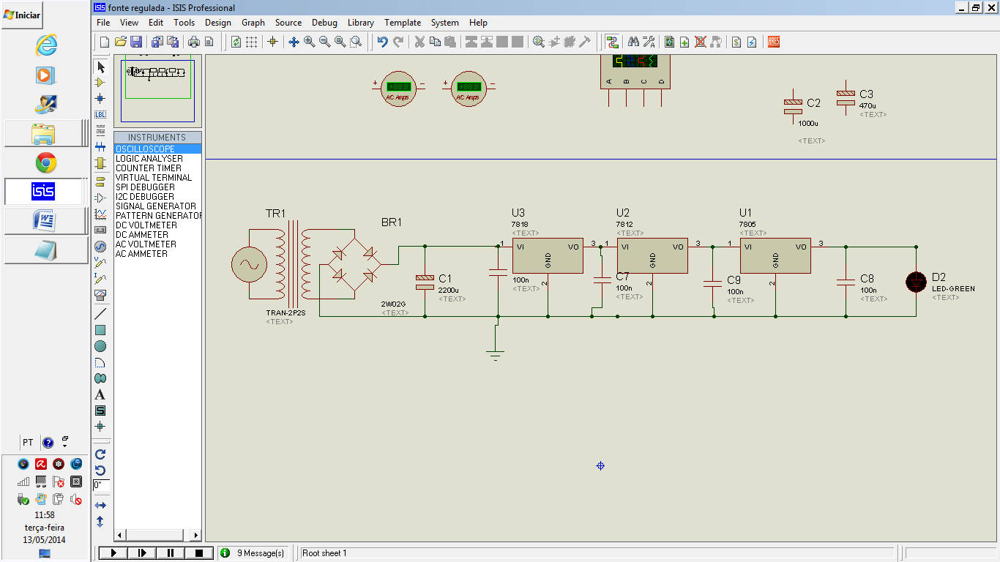 Iniciar
fonte regulada - ISIS Professional
File View Edit Tools Design Graph Source Debug Library Template System Help
LBL
ARES
INSTRUMENTS
OSCILLOSCOPE
LOGIC ANALYSER
COUNTER TIMER
VIRTUAL TERMINAL
SPI DEBUGGER
I2C DEBUGGER
SIGNAL GENERATOR
PATTERN GENERATOR
DC VOLTMETER
DC AMMETER
AC VOLTMETER
AC AMMETER
isis
A
S
0°
+ − + −
AC Amps AC Amps
A B C D
C2
1000u
<TEXT>
C3
470u
<TEXT>
TR1
TRAN-2P2S
<TEXT>
BR1
2W02G
<TEXT>
C1
2200u
<TEXT>
100n
<TEXT>
U3
7818
<TEXT>
1 VI VO 3
GND
2
C7
100n
<TEXT>
U2
7812
<TEXT>
1 VI VO 3
GND
2
C9
100n
<TEXT>
U1
7805
<TEXT>
1 VI VO 3
GND
2
C8
100n
<TEXT>
D2
LED-GREEN
<TEXT>
PT
11:58
terça-feira
13/05/2014
9 Message(s)
Root sheet 1